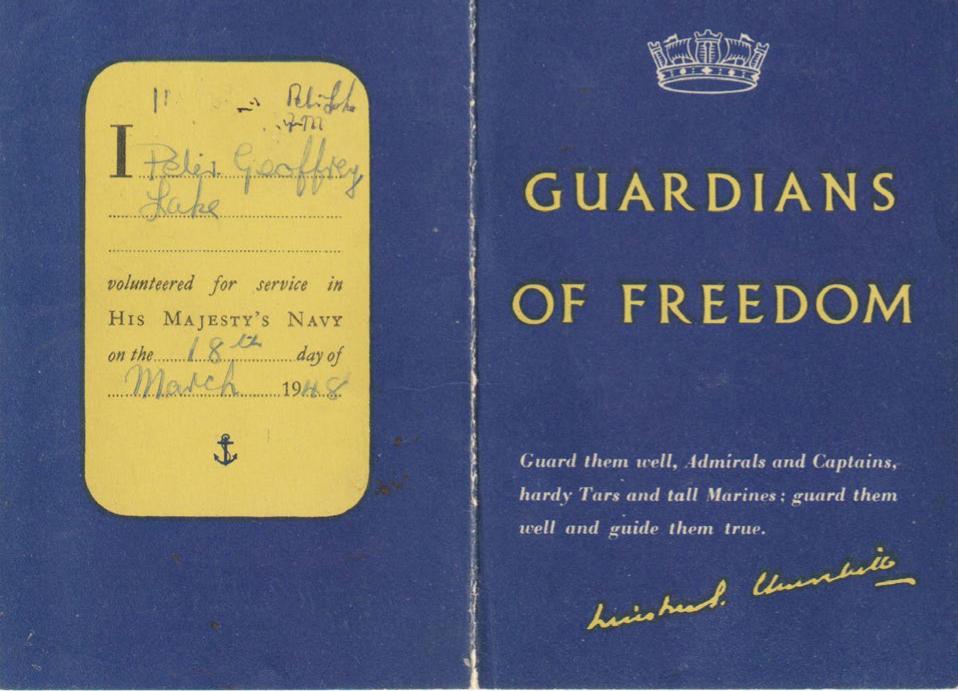 I Peter Geoffrey
Lake
volunteered for service in
HIS MAJESTY'S NAVY
on the 18th day of
March 1948
GUARDIANS
OF FREEDOM
Guard them well, Admirals and Captains,
hardy Tars and tall Marines; guard them
well and guide them true.
Winston S. Churchill